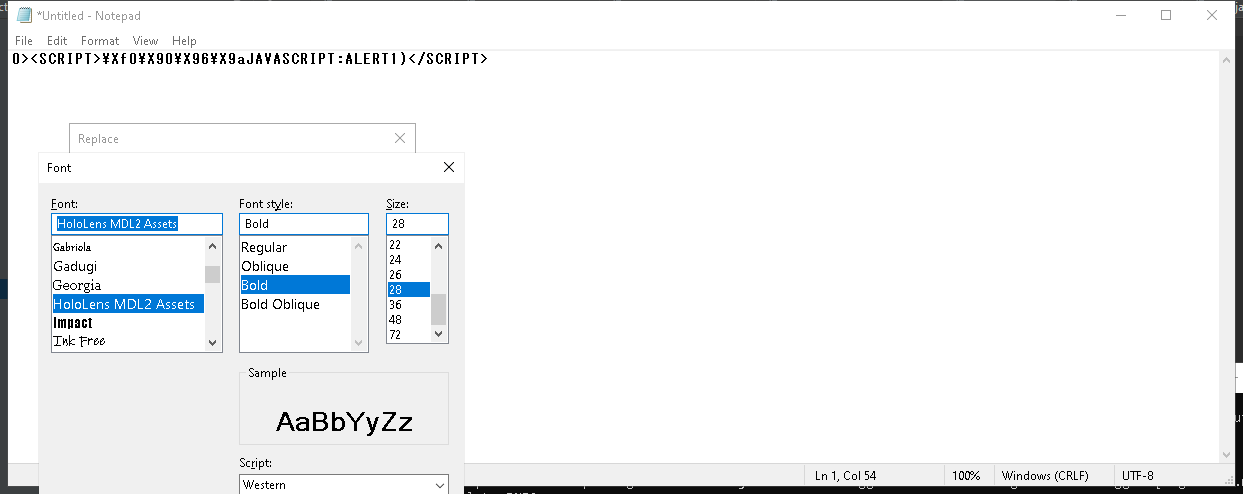 *Untitled - Notepad
File Edit Format View Help
0><SCRIPT>¥Xf0¥X90¥X96¥X9aJAVASCRIPT:ALERT1)</SCRIPT>
Replace
Font
Font: Font style: Size:
HoloLens MDL2 Assets Bold 28
Gabriola Regular 22
Gadugi Oblique 24
Georgia Bold 26
HoloLens MDL2 Assets Bold Oblique 28
Impact 36
Ink Free 48
72
Sample
AaBbYyZz
Script:
Western
Ln 1, Col 54 100% Windows (CRLF) UTF-8